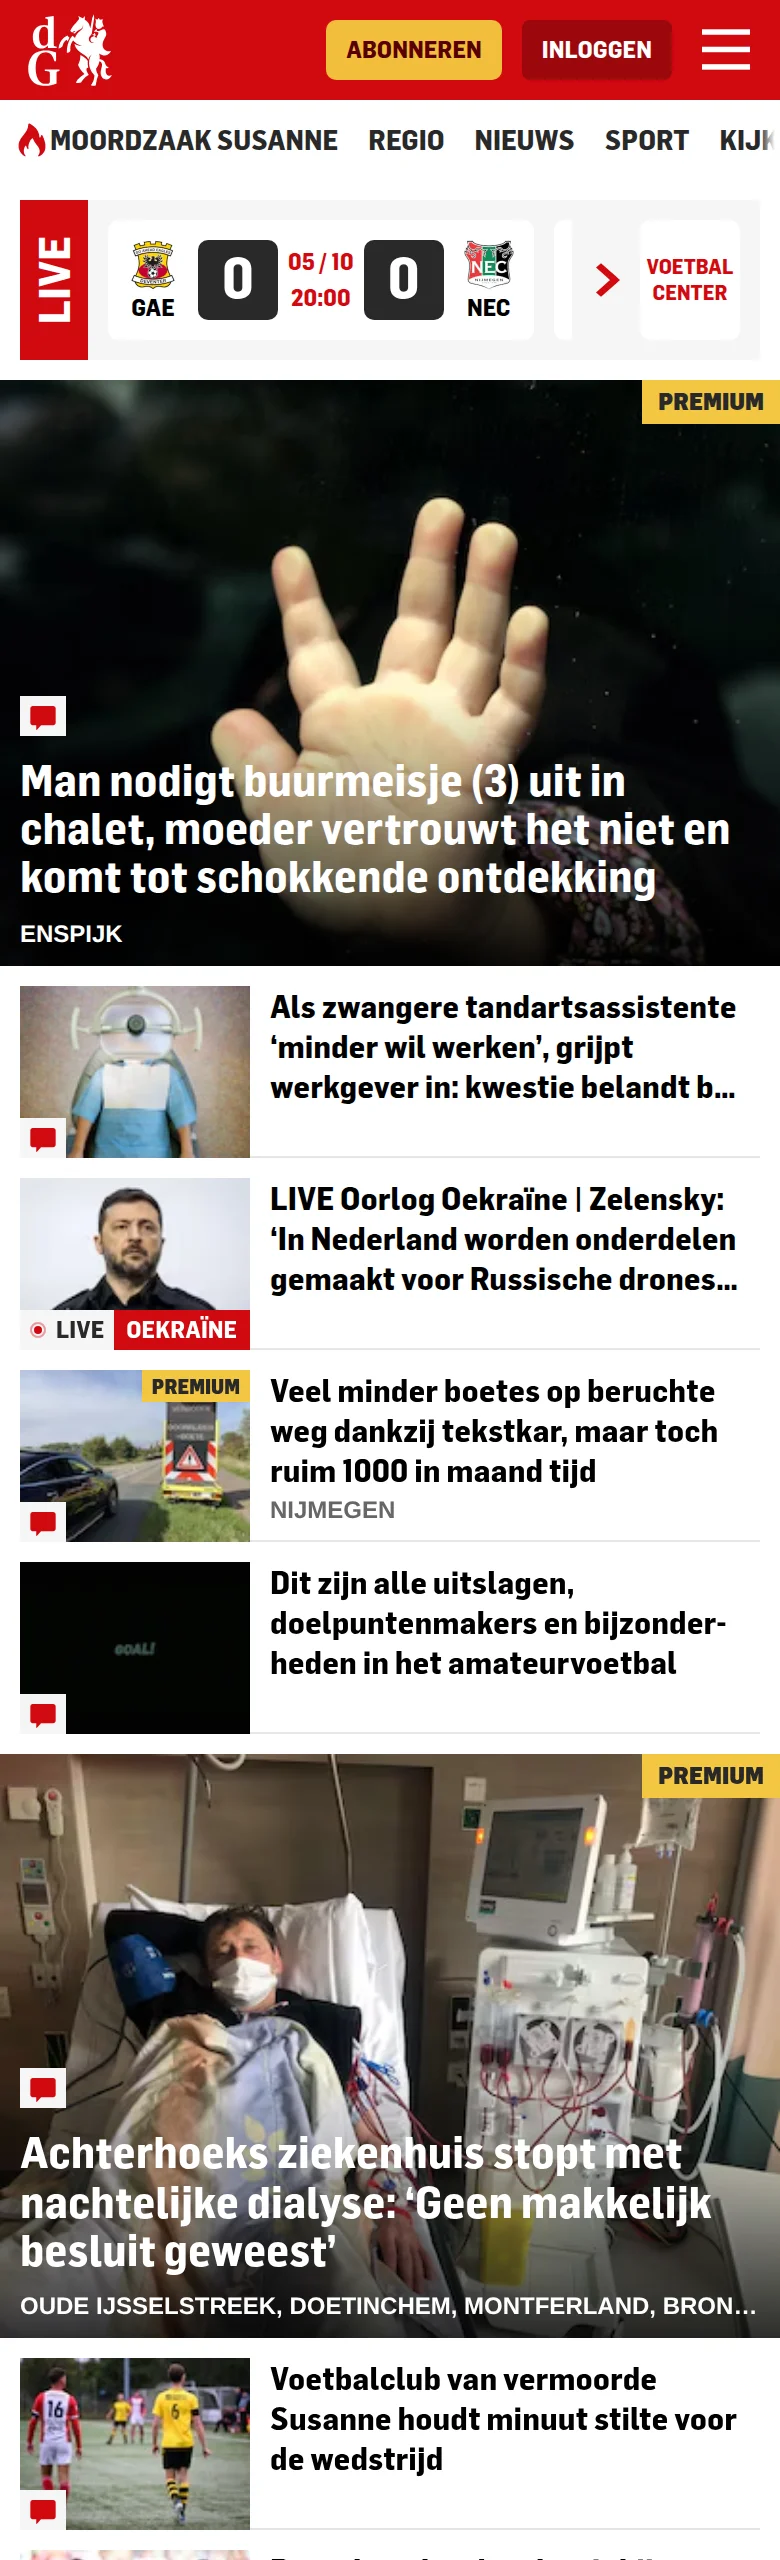 dG
ABONNEREN
INLOGGEN
MOORDZAAK SUSANNE REGIO NIEUWS SPORT KIJK
LIVE
GAE
0
05 / 10
20:00
0
NEC
NEC
VOETBAL
CENTER
PREMIUM
Man nodigt buurmeisje (3) uit in
chalet, moeder vertrouwt het niet en
komt tot schokkende ontdekking
ENSPIJK
Als zwangere tandartsassistente
‘minder wil werken’, grijpt
werkgever in: kwestie belandt b...
LIVE Oorlog Oekraïne | Zelensky:
‘In Nederland worden onderdelen
gemaakt voor Russische drones...
LIVE OEKRAÏNE
PREMIUM
Veel minder boetes op beruchte
weg dankzij tekstkar, maar toch
ruim 1000 in maand tijd
NIJMEGEN
GOAL!
Dit zijn alle uitslagen,
doelpuntenmakers en bijzonder-
heden in het amateurvoetbal
PREMIUM
Achterhoeks ziekenhuis stopt met
nachtelijke dialyse: ‘Geen makkelijk
besluit geweest’
OUDE IJSSELSTREEK, DOETINCHEM, MONTFERLAND, BRON...
16
6
Voetbalclub van vermoorde
Susanne houdt minuut stilte voor
de wedstrijd